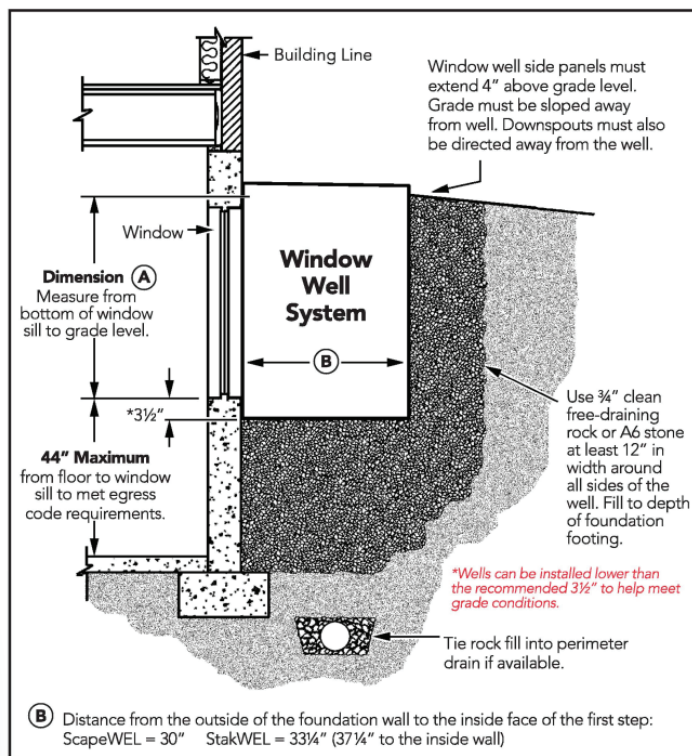 Building Line
Window well side panels must
extend 4” above grade level.
Grade must be sloped away
from well. Downspouts must also
be directed away from the well.
Window
Dimension A
Measure from
bottom of window
sill to grade level.
Window
Well
System
B
*3½”
44” Maximum
from floor to window
sill to met egress
code requirements.
Use ¾” clean
free-draining
rock or A6 stone
at least 12” in
width around
all sides of the
well. Fill to depth
of foundation
footing.
*Wells can be installed lower than
the recommended 3½” to help meet
grade conditions.
Tie rock fill into perimeter
drain if available.
B Distance from the outside of the foundation wall to the inside face of the first step:
ScapeWEL = 30” StakWEL = 33¼” (37¼” to the inside wall)